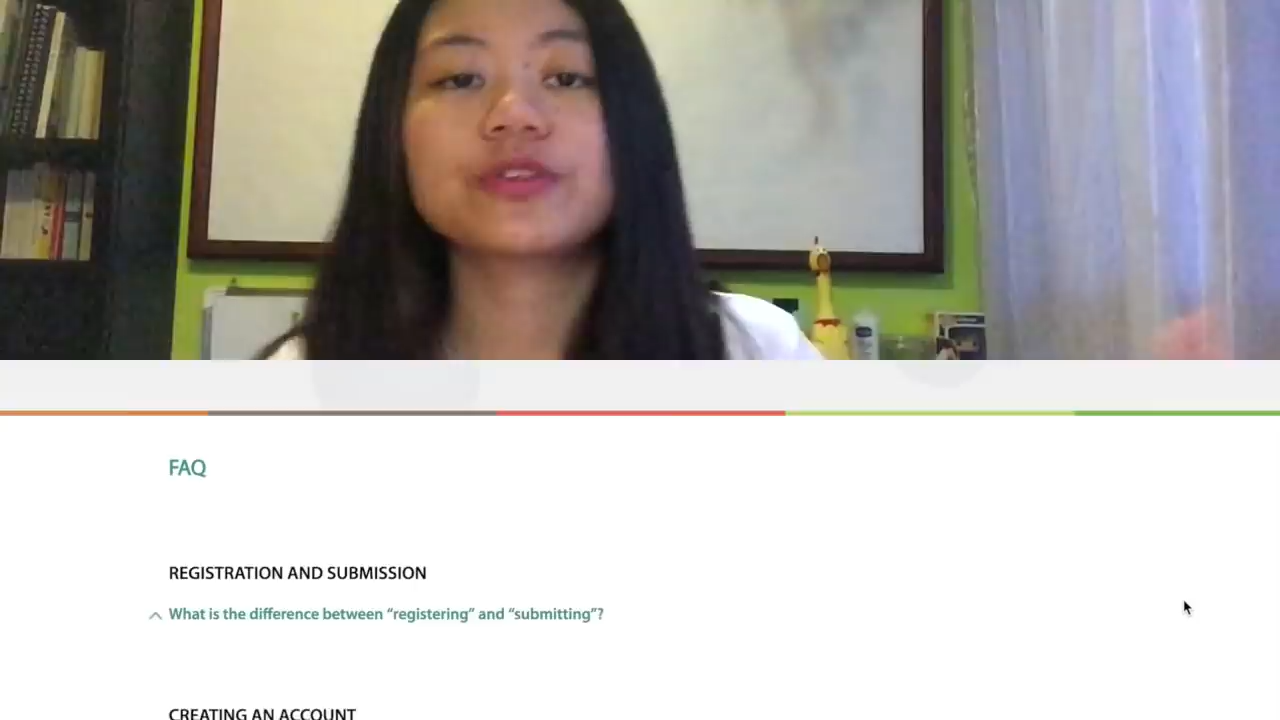 FAQ
REGISTRATION AND SUBMISSION
What is the difference between “registering” and “submitting”?
CREATING AN ACCOUNT